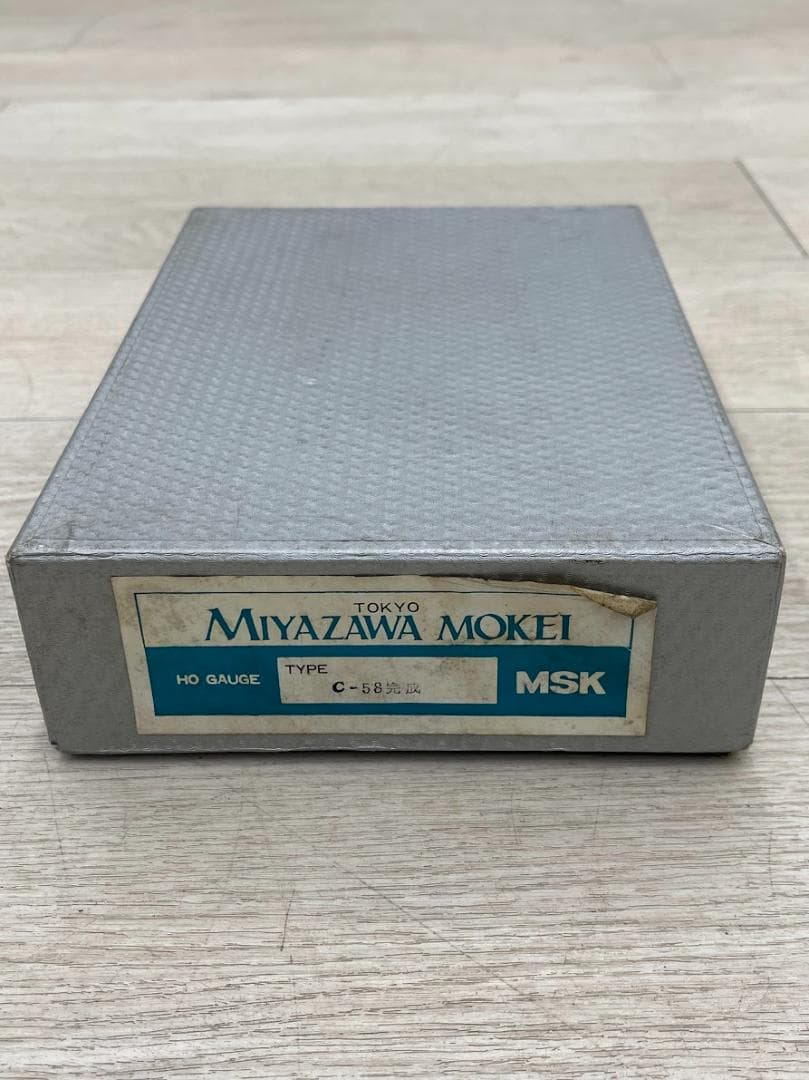 TOKYO
MIYAZAWA MOKEI
HO GAUGE
TYPE
C-58完成
MSK